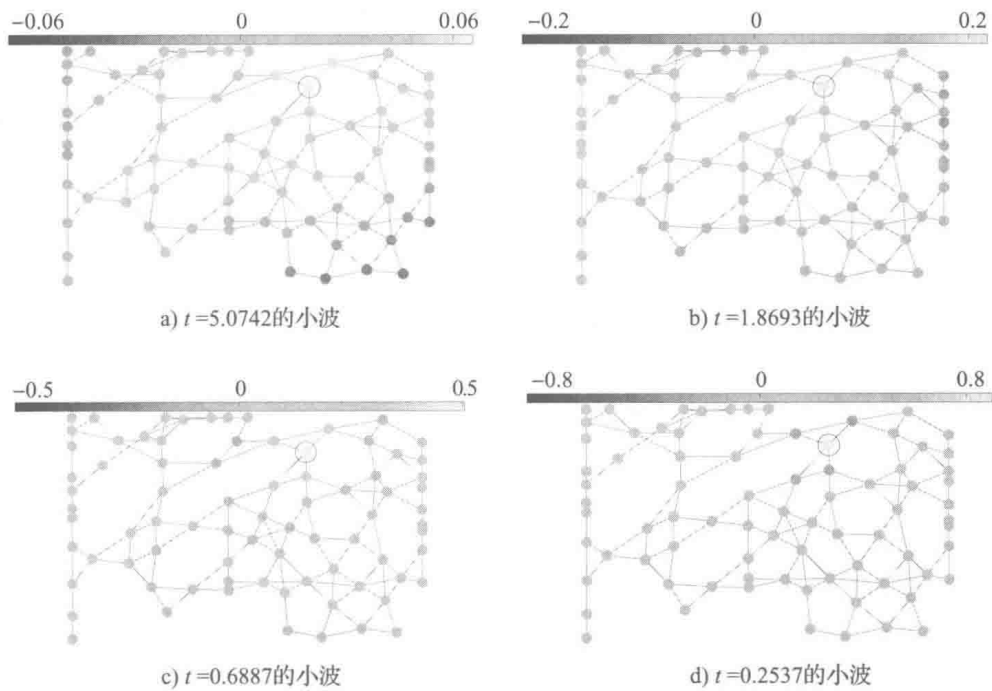 −0.06 0 0.06
−0.2 0 0.2
a) t =5.0742的小波
b) t =1.8693的小波
−0.5 0 0.5
−0.8 0 0.8
c) t =0.6887的小波
d) t =0.2537的小波